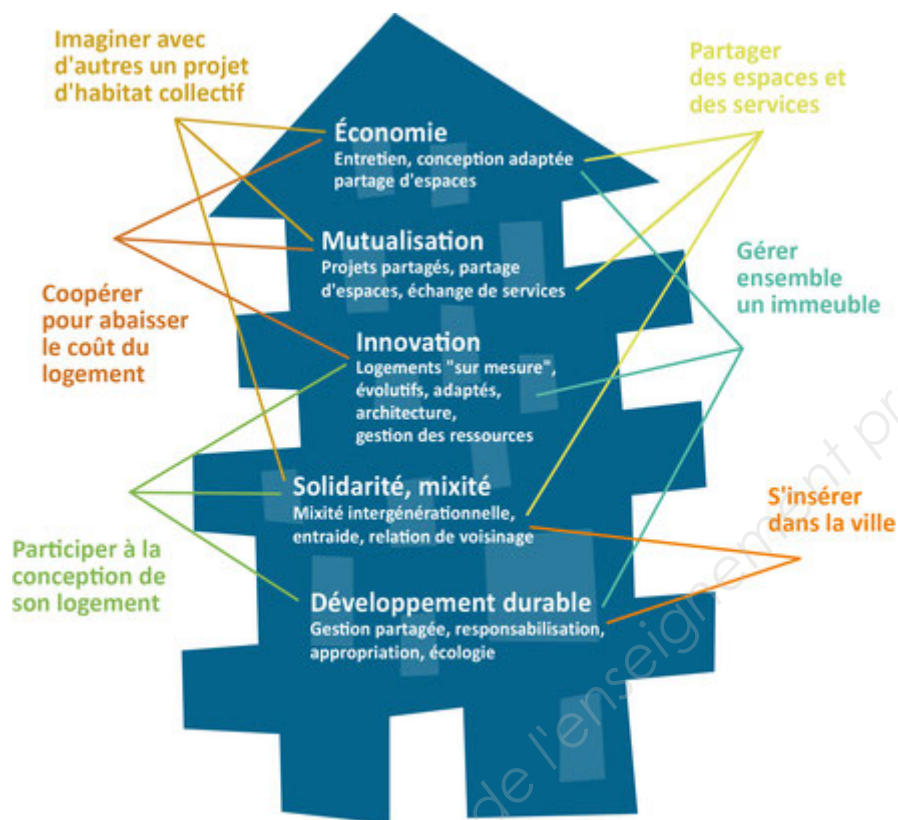 Imaginer avec
d'autres un projet
d'habitat collectif
Partager
des espaces et
des services
Économie
Entretien, conception adaptée
partage d'espaces
Mutualisation
Projets partagés, partage
d'espaces, échange de services
Gérer
ensemble
un immeuble
Coopérer
pour abaisser
le coût du
logement
Innovation
Logements "sur mesure",
évolutifs, adaptés,
architecture,
gestion des ressources
Solidarité, mixité
Mixité intergénérationnelle,
entraide, relation de voisinage
S'insérer
dans la ville
Participer à la
conception de
son logement
Développement durable
Gestion partagée, responsabilisation,
appropriation, écologie
de l'enseignement